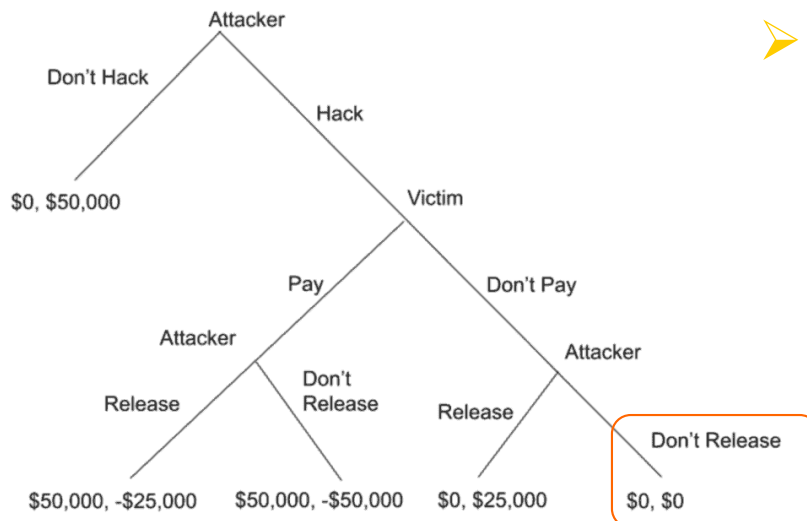 Attacker
Don't Hack
Hack
$0, $50,000
Victim
Pay
Don't Pay
Attacker
Attacker
Release
Don't
Release
Release
Don't Release
$50,000, -$25,000
$50,000, -$50,000
$0, $25,000
$0, $0